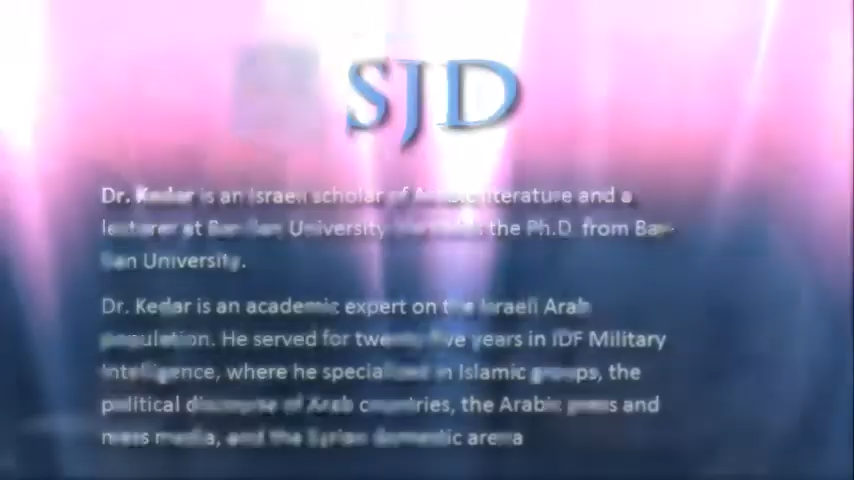 SJD
Dr. Kedar is an Israeli scholar of Arabic literature and a
lecturer at Bar-Ilan University the Ph.D. from Bar-
Ilan University.
Dr. Kedar is an academic expert on the Israeli Arab
population. He served for twenty-five years in IDF Military
Intelligence, where he specialized in Islamic groups, the
political discourse of Arab countries, the Arabic press and
mass media, and the Syrian domestic arena